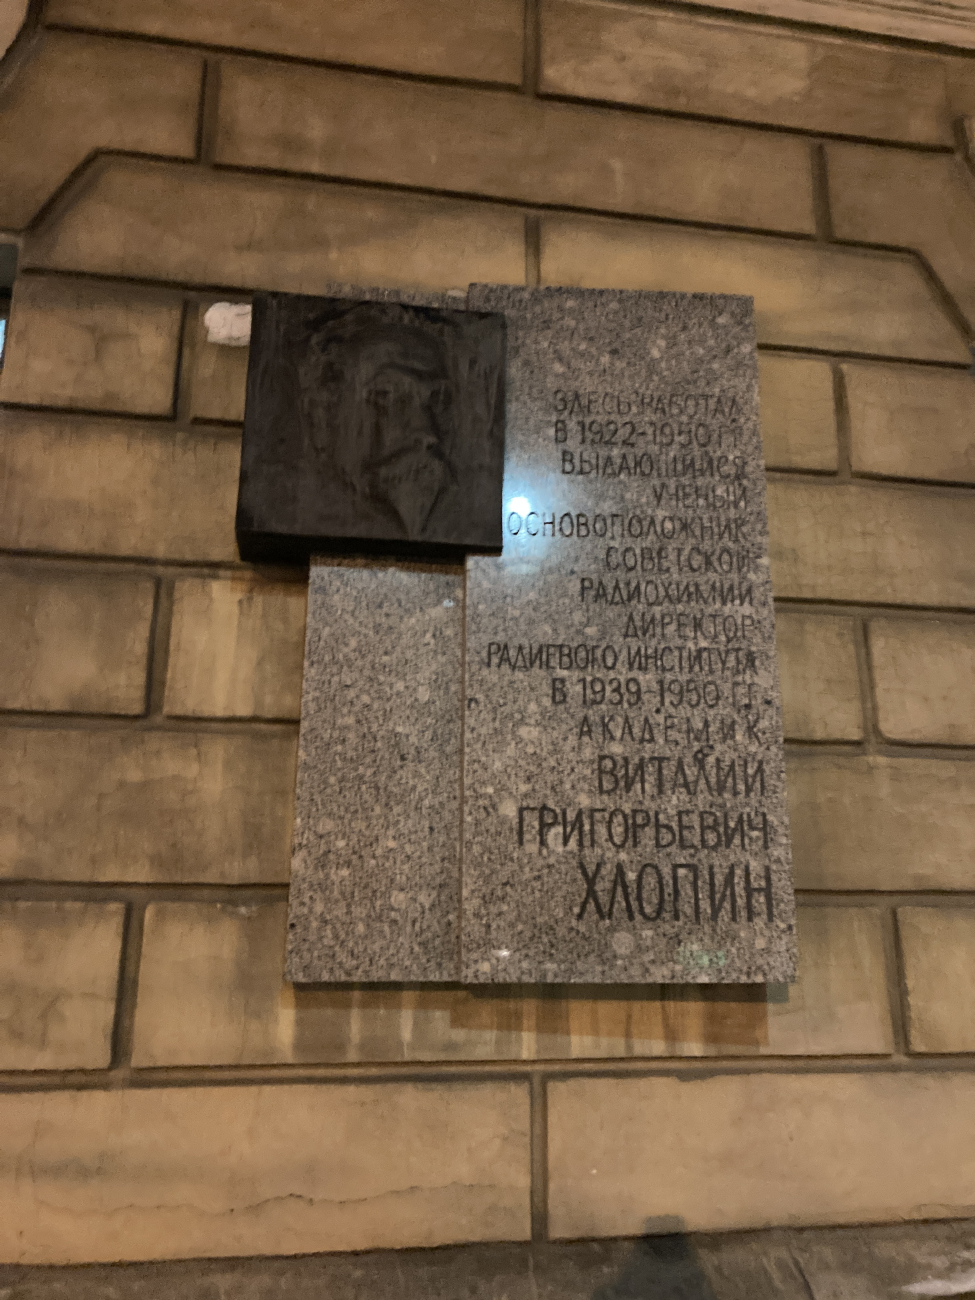 ЗДЕСЬ РАБОТАЛ
В 1922-1950 ГГ.
ВЫДАЮЩИЙСЯ
УЧЕНЫЙ
ОСНОВОПОЛОЖНИК
СОВЕТСКОЙ
РАДИОХИМИИ
ДИРЕКТОР
РАДИЕВОГО ИНСТИТУТА
В 1939-1950 ГГ.
АКАДЕМИК
ВИТАЛИЙ
ГРИГОРЬЕВИЧ
ХЛОПИН